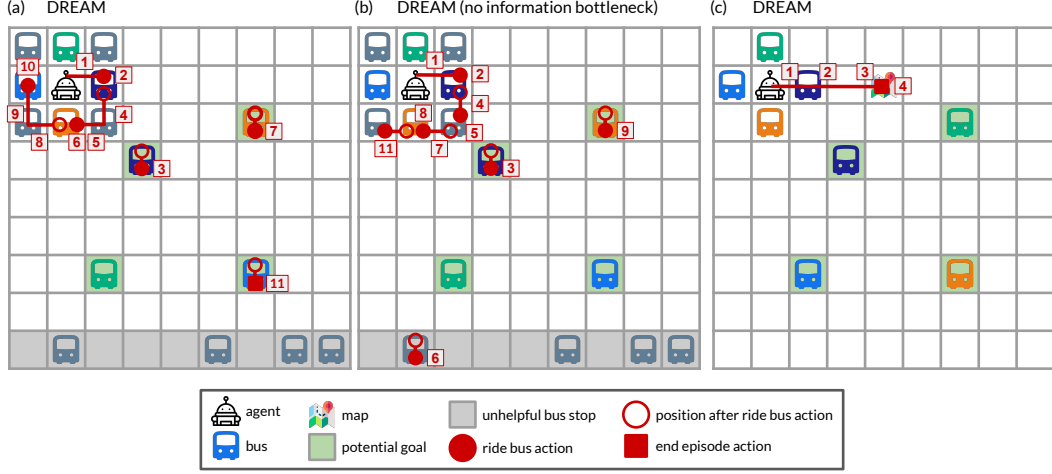 (a) DREAM
(b) DREAM (no information bottleneck)
(c) DREAM
1
10
2
9
4
8
6
5
7
3
11
1
2
4
8
5
11
7
9
3
6
1
2
3
4
agent
map
unhelpful bus stop
position after ride bus action
bus
potential goal
ride bus action
end episode action